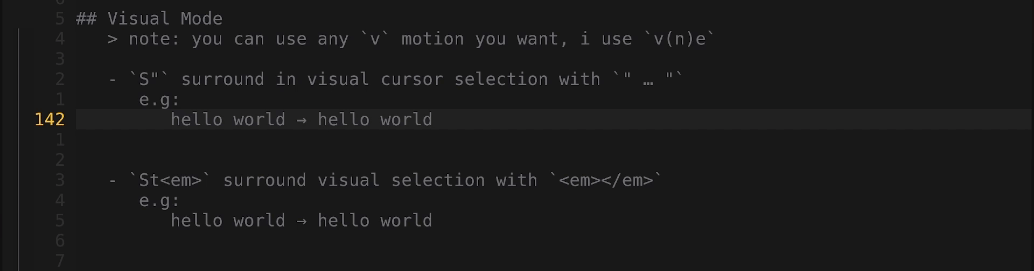 6
5 ## Visual Mode
4 > note: you can use any `v` motion you want, i use `v(n)e`
3
2 - `S"` surround in visual cursor selection with `" … "`
1 e.g:
142 hello world → hello world
1
2
3 - `St<em>` surround visual selection with `<em></em>`
4 e.g:
5 hello world → hello world
6
7